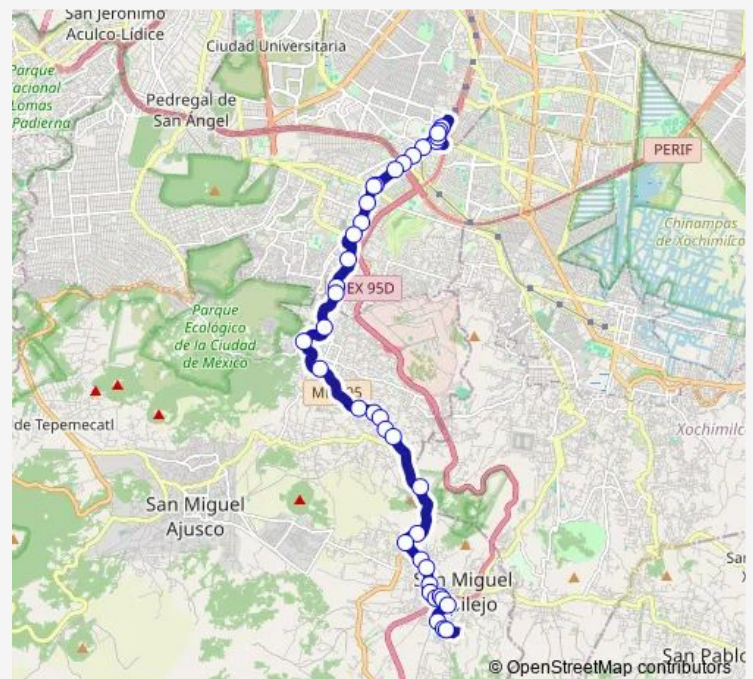 San Jerónimo
Aculco-Lídice
Ciudad Universitaria
Parque
Lomas
Padierna
Pedregal de
San Ángel
PERIF
Chinampas
de Xochimilco
EX 95D
Parque
Ecológico
de la Ciudad
de México
de Tepemecatl
Xochimilc
San Miguel
Ajusco
San Miguel
ilejo
San Pablo
© OpenStreetMap contributors